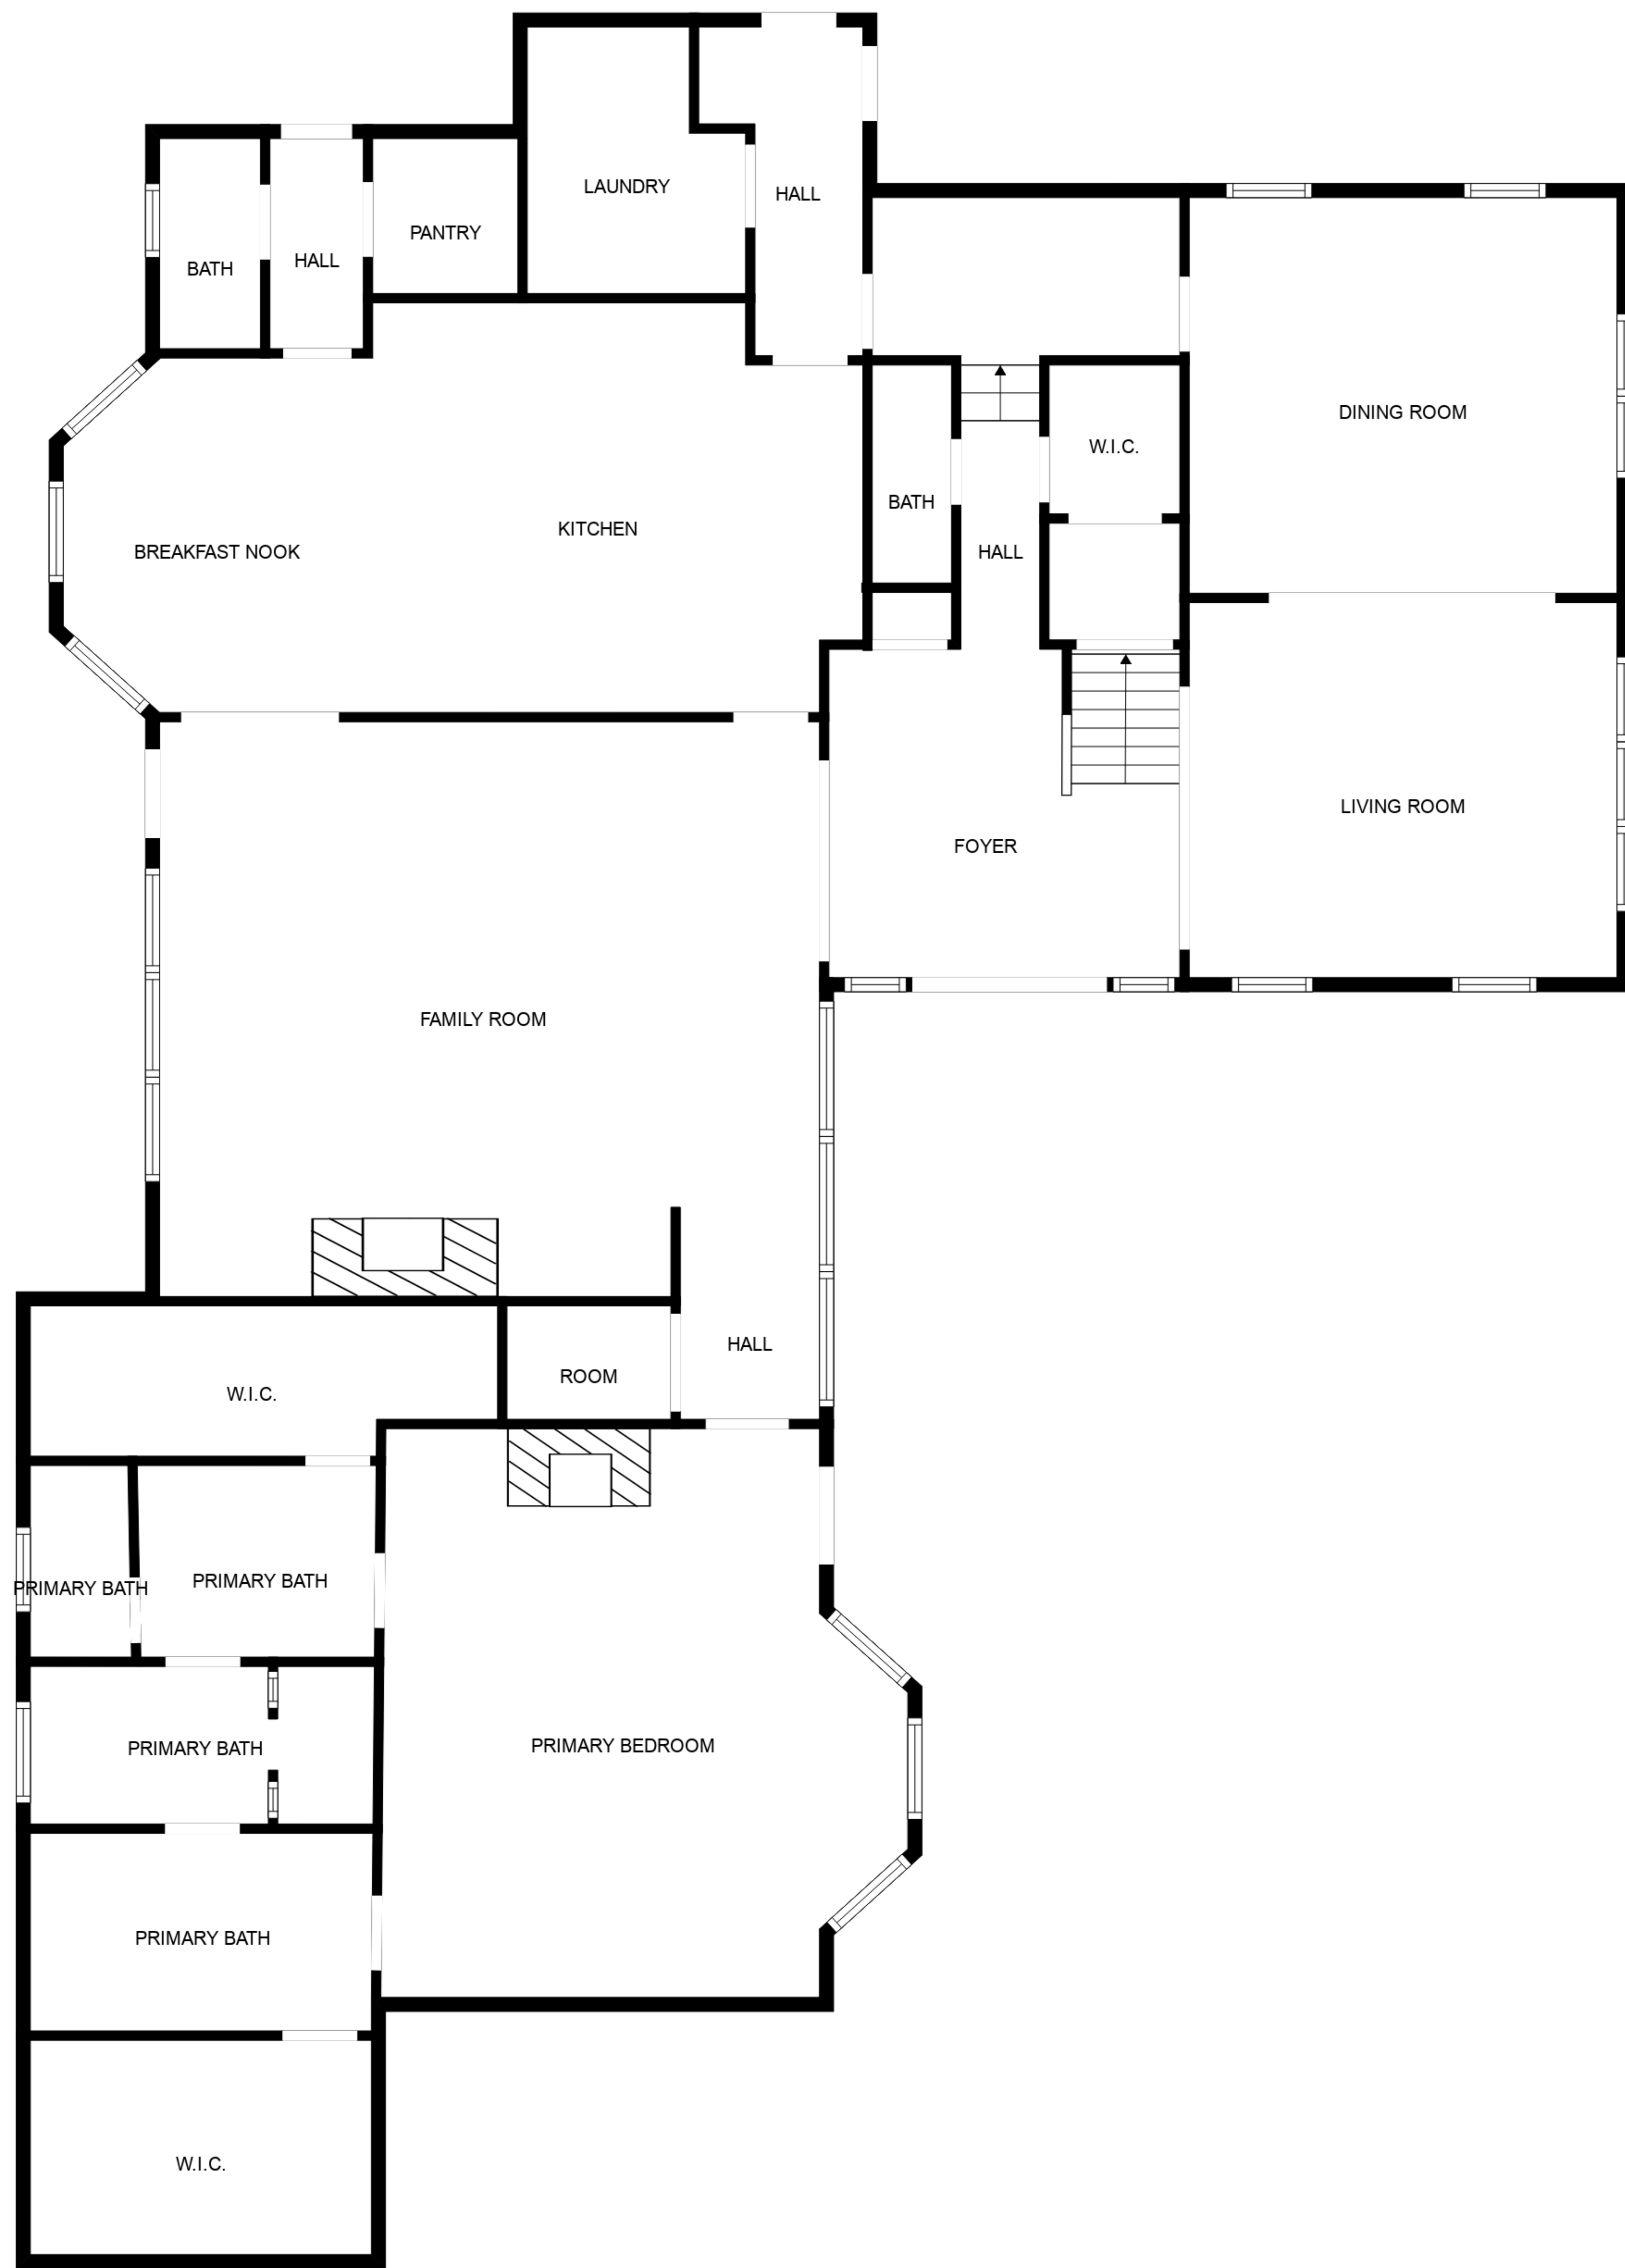 LAUNDRY
HALL
PANTRY
HALL
BATH
DINING ROOM
W.I.C.
BATH
KITCHEN
BREAKFAST NOOK
HALL
LIVING ROOM
FOYER
FAMILY ROOM
HALL
ROOM
W.I.C.
PRIMARY BATH
PRIMARY BATH
PRIMARY BEDROOM
PRIMARY BATH
PRIMARY BATH
W.I.C.